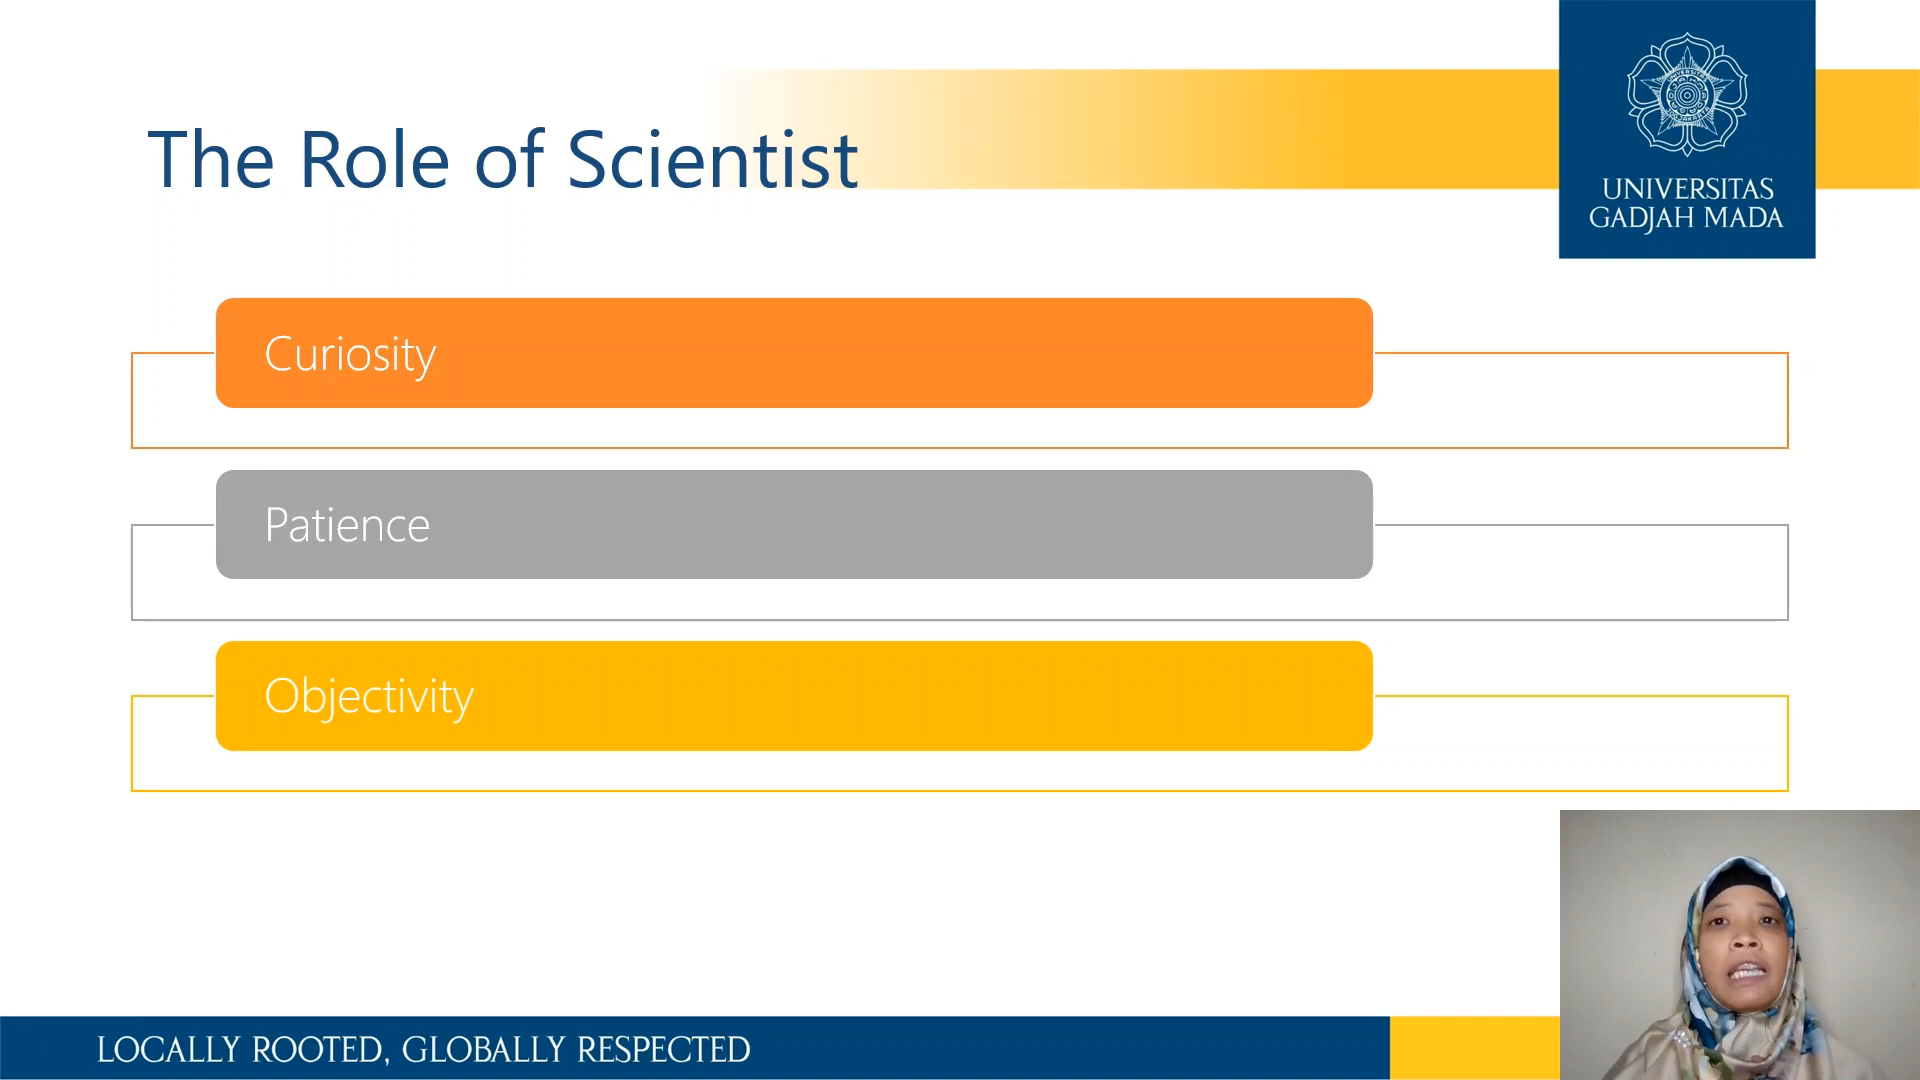 The Role of Scientist
UNIVERSITAS
GADJAH MADA
Curiosity
Patience
Objectivity
LOCALLY ROOTED, GLOBALLY RESPECTED